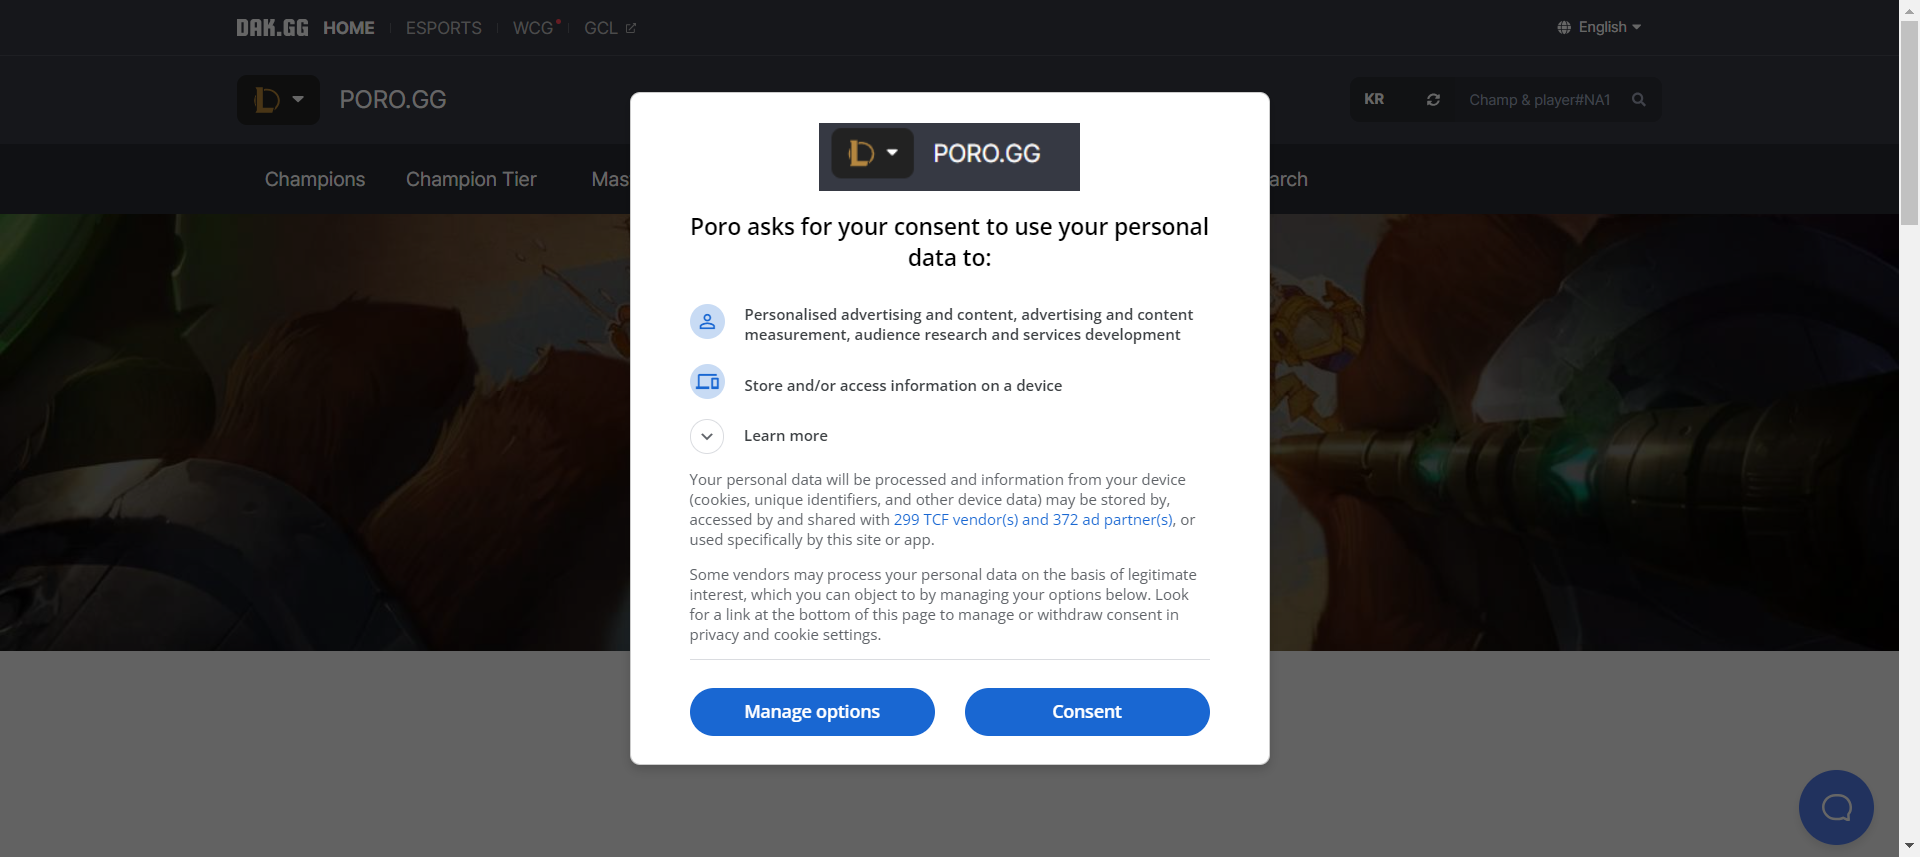 DAK.GG HOME ESPORTS WCG GCL English
PORO.GG KR Champ & player#NA1
Champions Champion Tier Mas arch
PORO.GG
Poro asks for your consent to use your personal
data to:
Personalised advertising and content, advertising and content
measurement, audience research and services development
Store and/or access information on a device
Learn more
Your personal data will be processed and information from your device
(cookies, unique identifiers, and other device data) may be stored by,
accessed by and shared with 299 TCF vendor(s) and 372 ad partner(s), or
used specifically by this site or app.
Some vendors may process your personal data on the basis of legitimate
interest, which you can object to by managing your options below. Look
for a link at the bottom of this page to manage or withdraw consent in
privacy and cookie settings.
Manage options Consent